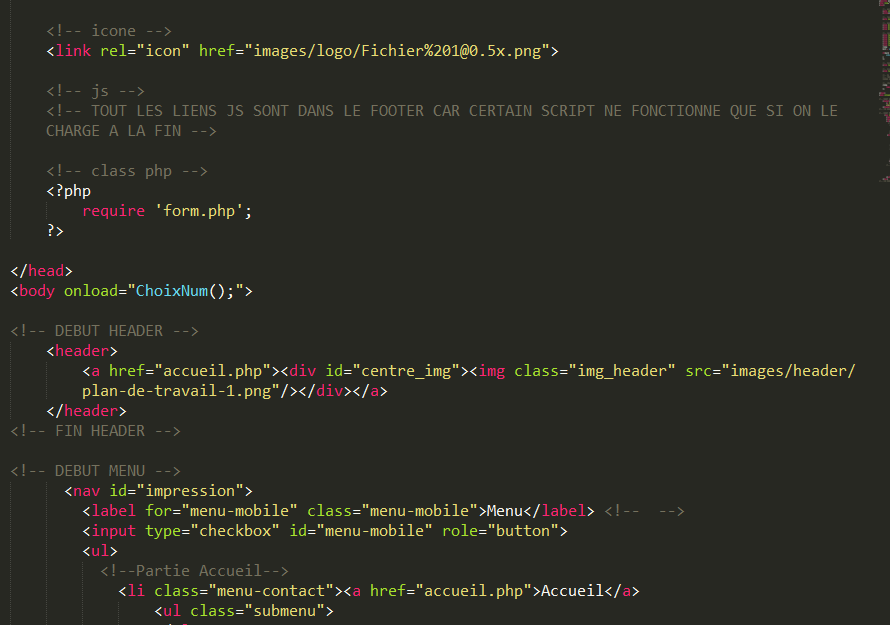 <!-- icone -->
<link rel="icon" href="images/logo/Fichier%201@0.5x.png">
<!-- js -->
<!-- TOUT LES LIENS JS SONT DANS LE FOOTER CAR CERTAIN SCRIPT NE FONCTIONNE QUE SI ON LE
CHARGE A LA FIN -->
<!-- class php -->
<?php
require 'form.php';
?>
</head>
<body onload="ChoixNum();">
<!-- DEBUT HEADER -->
<header>
<a href="accueil.php"><div id="centre_img"><img class="img_header" src="images/header/
plan-de-travail-1.png"/></div></a>
</header>
<!-- FIN HEADER -->
<!-- DEBUT MENU -->
<nav id="impression">
<label for="menu-mobile" class="menu-mobile">Menu</label> <!--  -->
<input type="checkbox" id="menu-mobile" role="button">
<ul>
<!--Partie Accueil-->
<li class="menu-contact"><a href="accueil.php">Accueil</a>
<ul class="submenu">